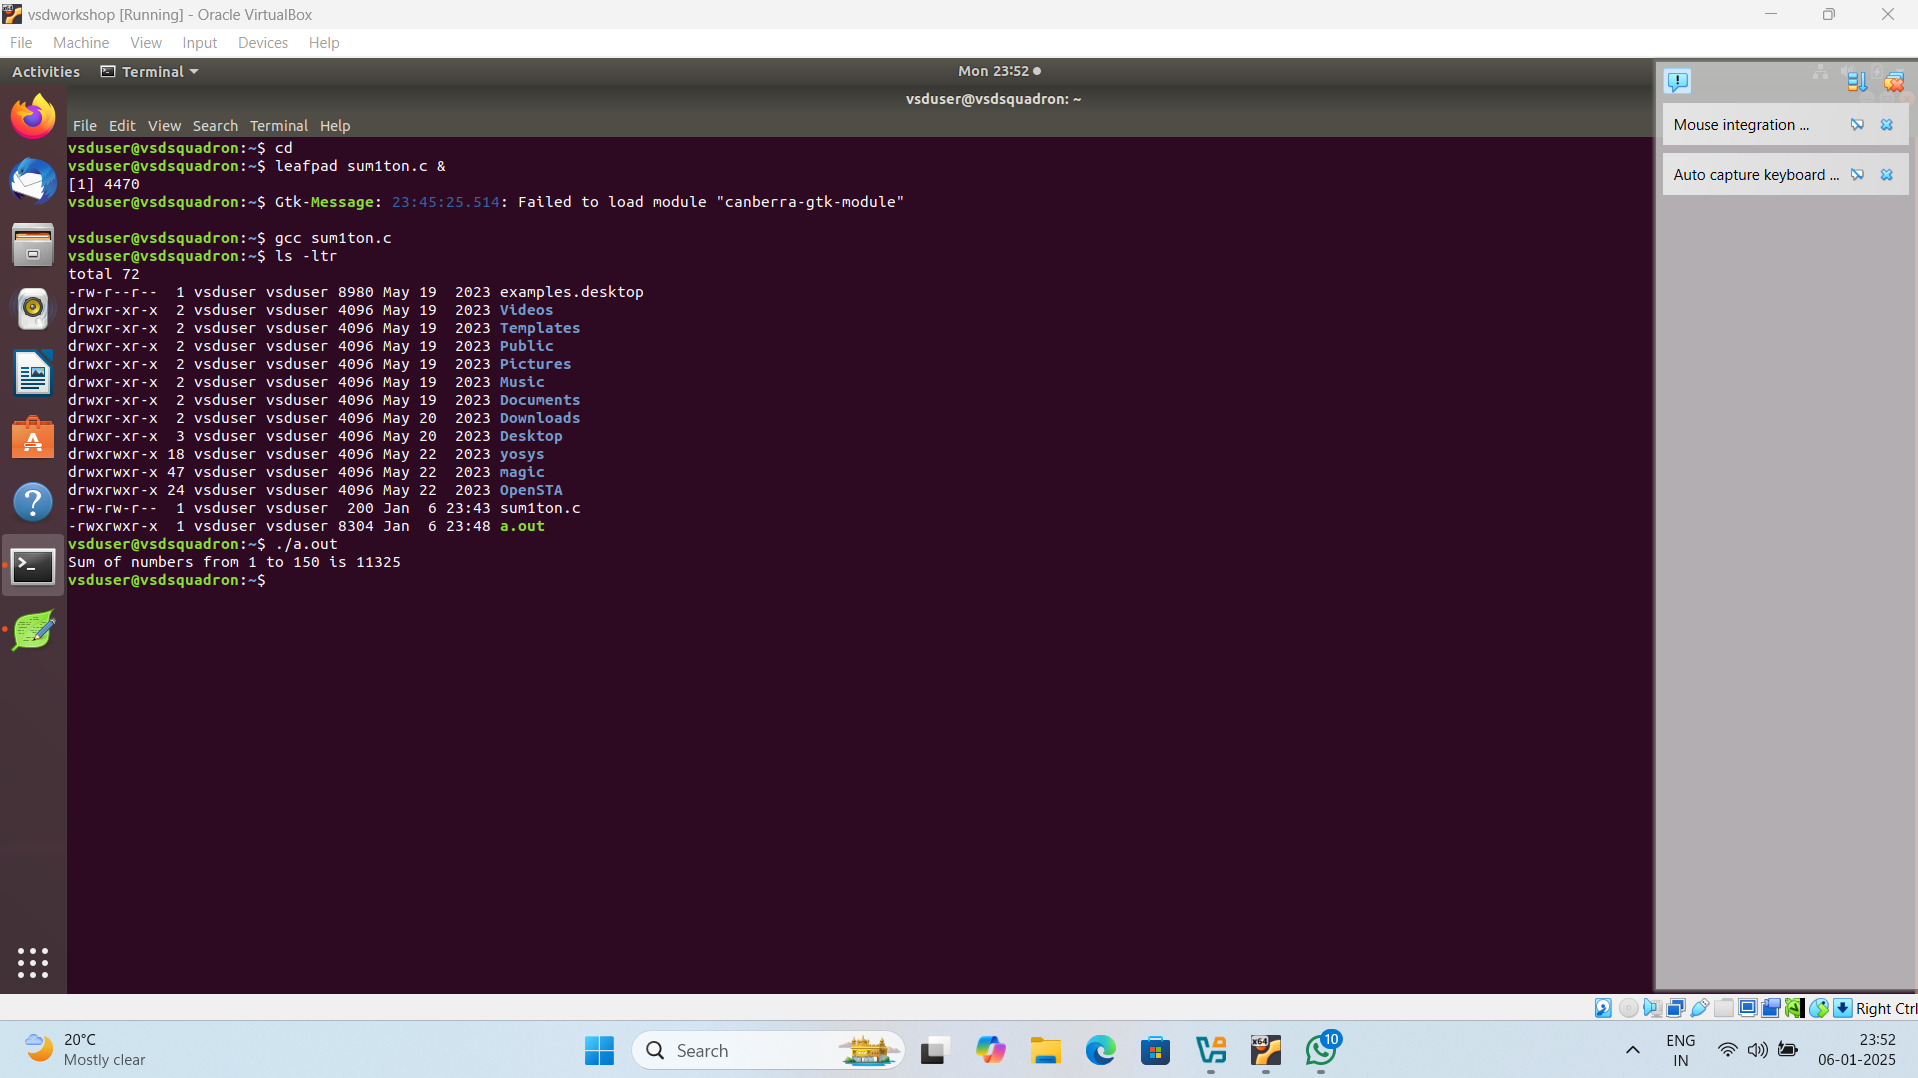 vsdworkshop [Running] - Oracle VirtualBox
File Machine View Input Devices Help
Activities Terminal Mon 23:52
vsduser@vsdsquadron: ~
File Edit View Search Terminal Help
vsduser@vsdsquadron:~$ cd
vsduser@vsdsquadron:~$ leafpad sum1ton.c &
[1] 4470
vsduser@vsdsquadron:~$ Gtk-Message: 23:45:25.514: Failed to load module "canberra-gtk-module"
vsduser@vsdsquadron:~$ gcc sum1ton.c
vsduser@vsdsquadron:~$ ls -ltr
total 72
-rw-r--r-- 1 vsduser vsduser 8980 May 19 2023 examples.desktop
drwxr-xr-x 2 vsduser vsduser 4096 May 19 2023 Videos
drwxr-xr-x 2 vsduser vsduser 4096 May 19 2023 Templates
drwxr-xr-x 2 vsduser vsduser 4096 May 19 2023 Public
drwxr-xr-x 2 vsduser vsduser 4096 May 19 2023 Pictures
drwxr-xr-x 2 vsduser vsduser 4096 May 19 2023 Music
drwxr-xr-x 2 vsduser vsduser 4096 May 19 2023 Documents
drwxr-xr-x 2 vsduser vsduser 4096 May 20 2023 Downloads
drwxr-xr-x 3 vsduser vsduser 4096 May 20 2023 Desktop
drwxrwxr-x 18 vsduser vsduser 4096 May 22 2023 yosys
drwxrwxr-x 47 vsduser vsduser 4096 May 22 2023 magic
drwxrwxr-x 24 vsduser vsduser 4096 May 22 2023 OpenSTA
-rw-rw-r-- 1 vsduser vsduser 200 Jan 6 23:43 sum1ton.c
-rwxrwxr-x 1 vsduser vsduser 8304 Jan 6 23:48 a.out
vsduser@vsdsquadron:~$ ./a.out
Sum of numbers from 1 to 150 is 11325
vsduser@vsdsquadron:~$
Mouse integration ...
Auto capture keyboard ...
Right Ctrl
20°C
Mostly clear
Search
x64
10
ENG
IN
23:52
06-01-2025